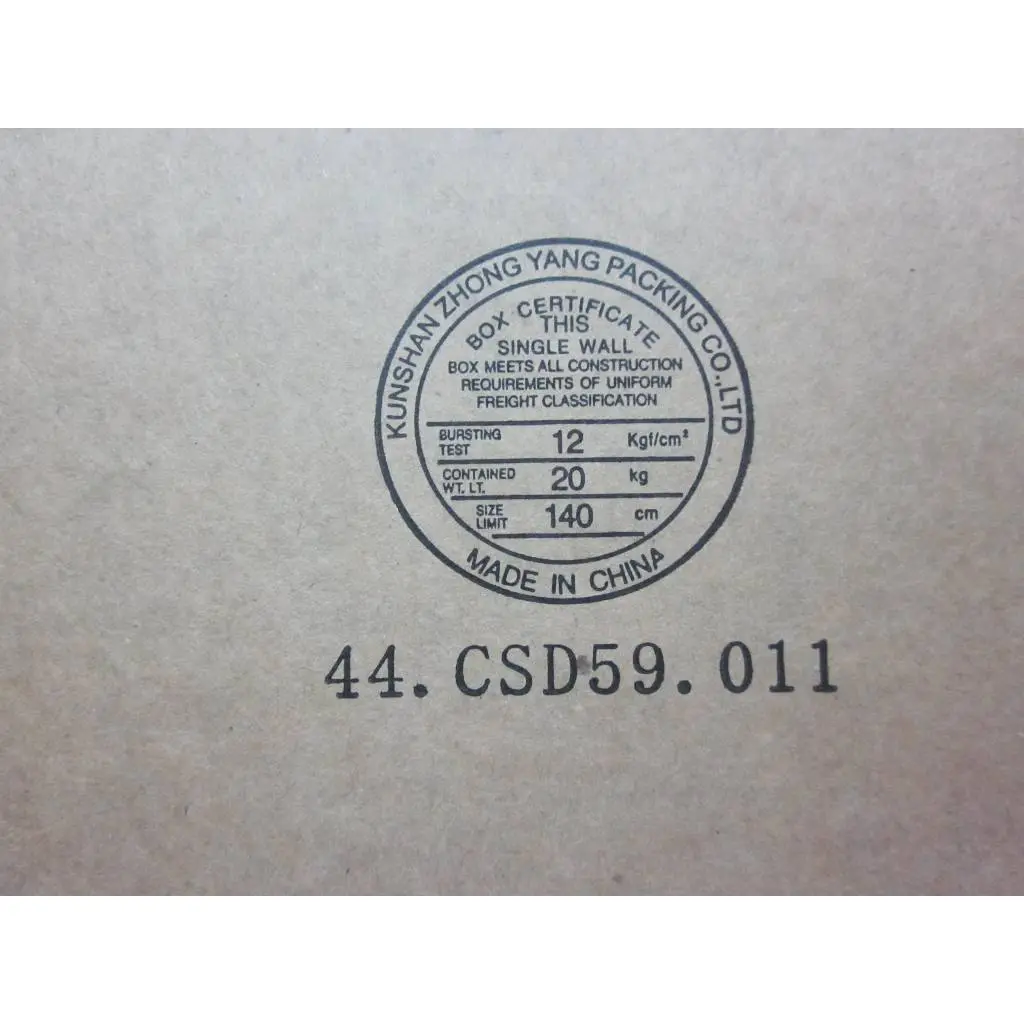 KUNSHAN ZHONG YANG PACKING CO.,LTD
BOX CERTIFICATE
THIS
SINGLE WALL
BOX MEETS ALL CONSTRUCTION
REQUIREMENTS OF UNIFORM
FREIGHT CLASSIFICATION
BURSTING TEST 12 Kgf/cm²
CONTAINED WT. LT. 20 kg
SIZE LIMIT 140 cm
MADE IN CHINA
44.CSD59.011